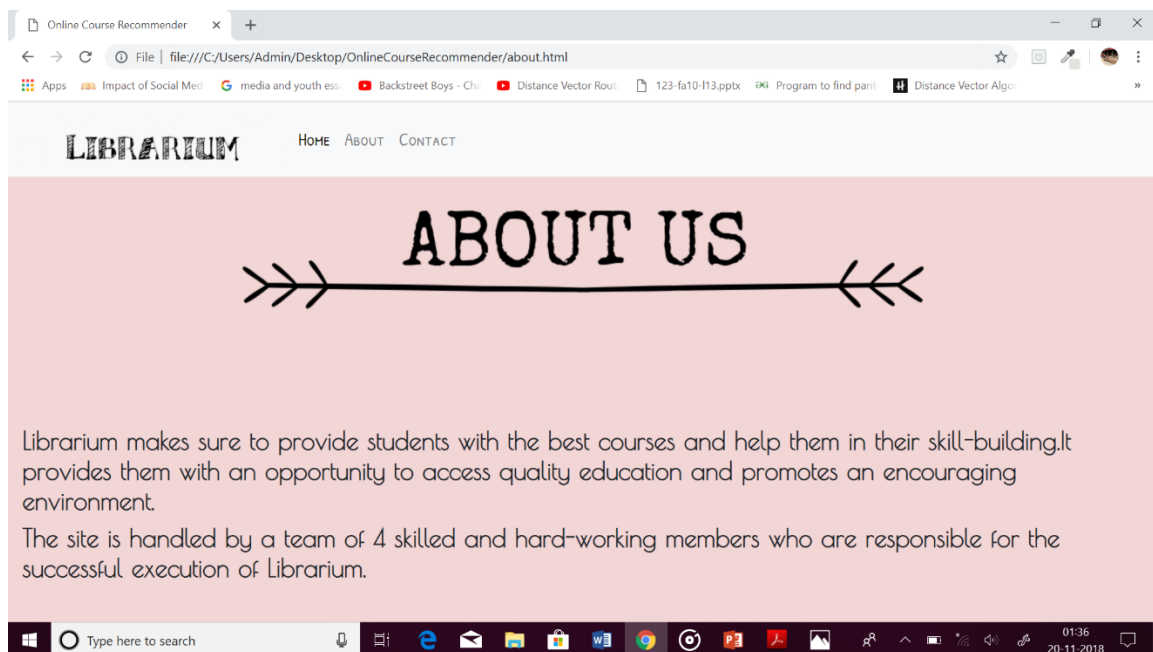 Online Course Recommender
File | file:///C:/Users/Admin/Desktop/OnlineCourseRecommender/about.html
Apps Impact of Social Med media and youth ess Backstreet Boys - Cha Distance Vector Rout 123-fa10-l13.pptx Program to find parit Distance Vector Algo
LIBRARIUM HOME ABOUT CONTACT
ABOUT US
Librarium makes sure to provide students with the best courses and help them in their skill-building.It
provides them with an opportunity to access quality education and promotes an encouraging
environment.
The site is handled by a team of 4 skilled and hard-working members who are responsible for the
successful execution of Librarium.
Type here to search
01:36
20-11-2018